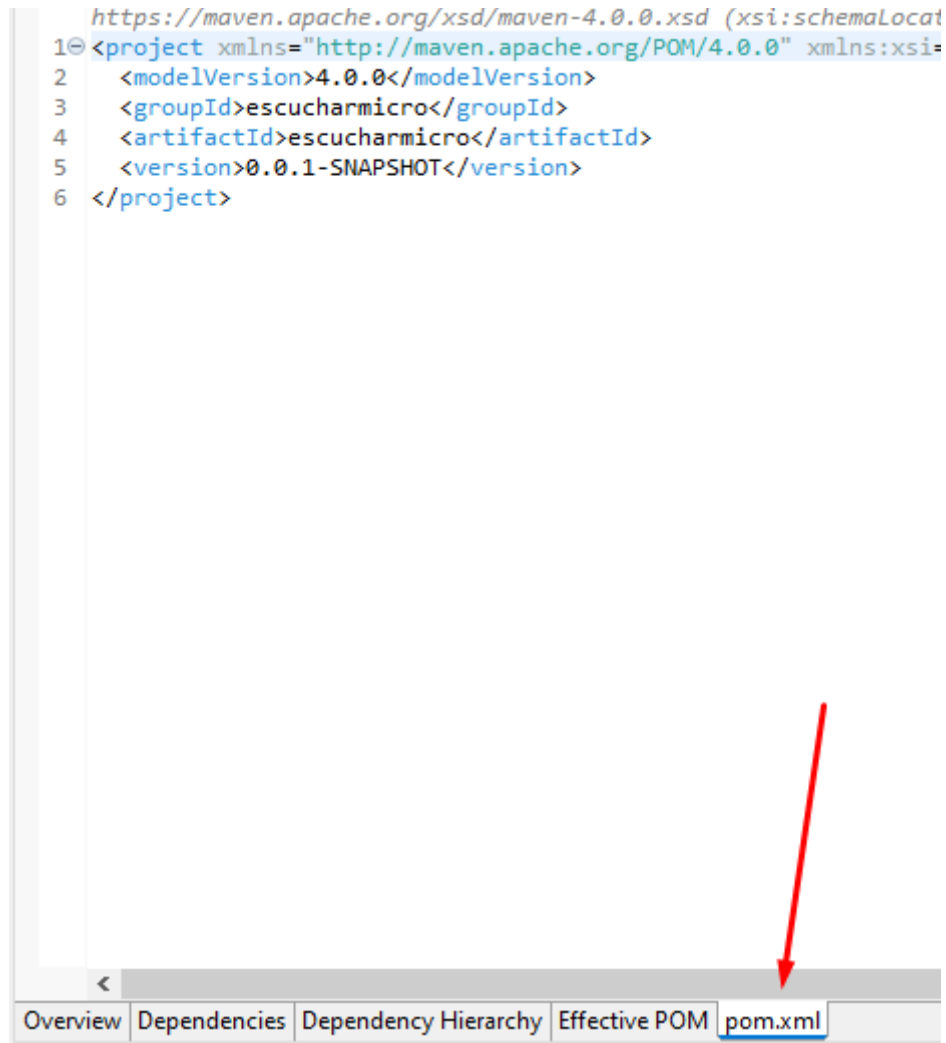 https://maven.apache.org/xsd/maven-4.0.0.xsd (xsi:schemaLocat
1 <project xmlns="http://maven.apache.org/POM/4.0.0" xmlns:xsi=
2 <modelVersion>4.0.0</modelVersion>
3 <groupId>escucharmicro</groupId>
4 <artifactId>escucharmicro</artifactId>
5 <version>0.0.1-SNAPSHOT</version>
6 </project>
Overview Dependencies Dependency Hierarchy Effective POM pom.xml